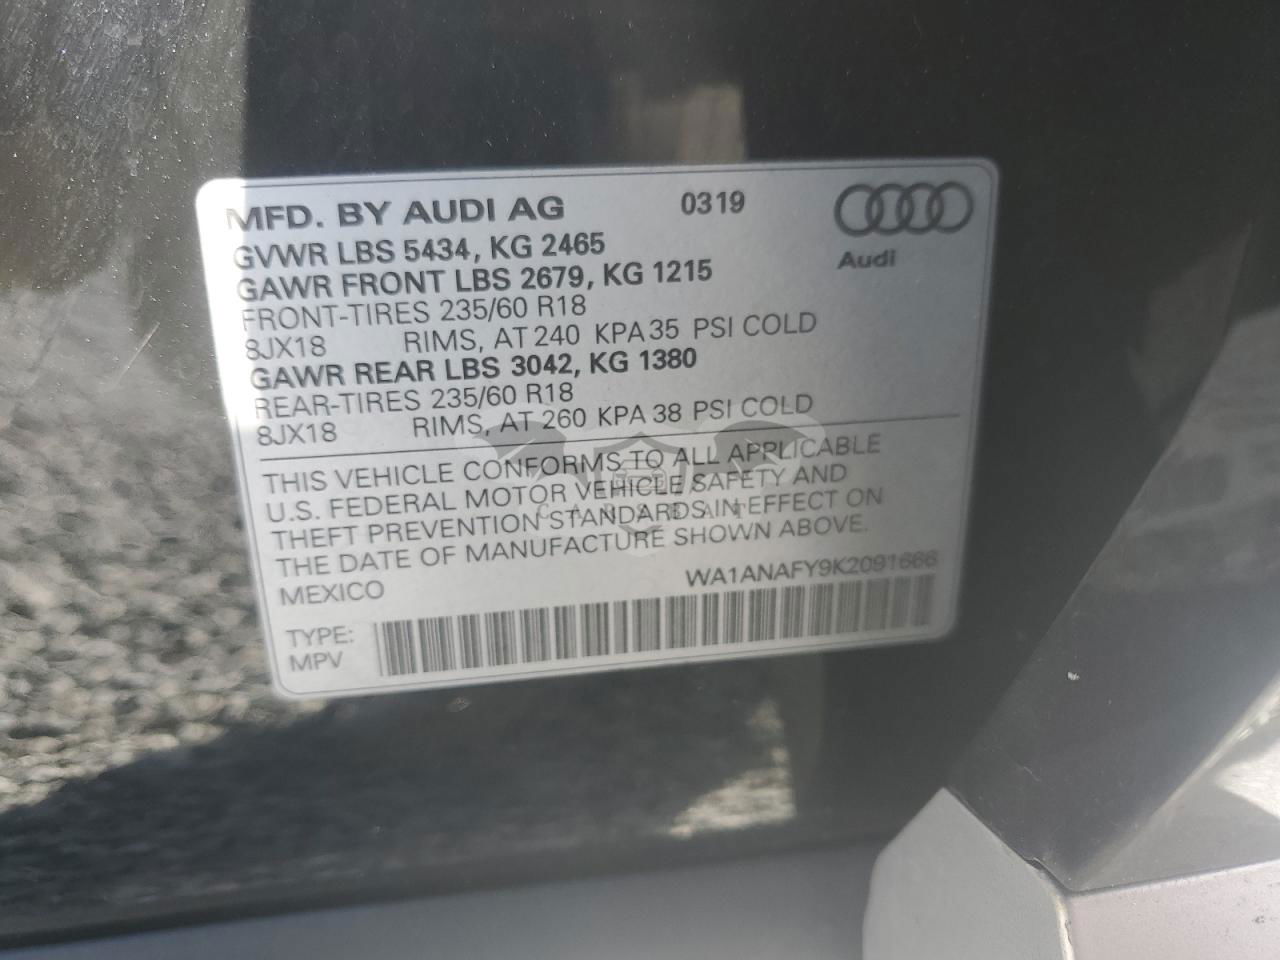 MFD. BY AUDI AG 0319
GVWR LBS 5434, KG 2465
GAWR FRONT LBS 2679, KG 1215
Audi
FRONT-TIRES 235/60 R18
8JX18 RIMS, AT 240 KPA 35 PSI COLD
GAWR REAR LBS 3042, KG 1380
REAR-TIRES 235/60 R18
8JX18 RIMS, AT 260 KPA 38 PSI COLD
THIS VEHICLE CONFORMS TO ALL APPLICABLE
U.S. FEDERAL MOTOR VEHICLE SAFETY AND
THEFT PREVENTION STANDARDS IN EFFECT ON
THE DATE OF MANUFACTURE SHOWN ABOVE.
MEXICO WA1ANAFY9K2091666
TYPE:
MPV